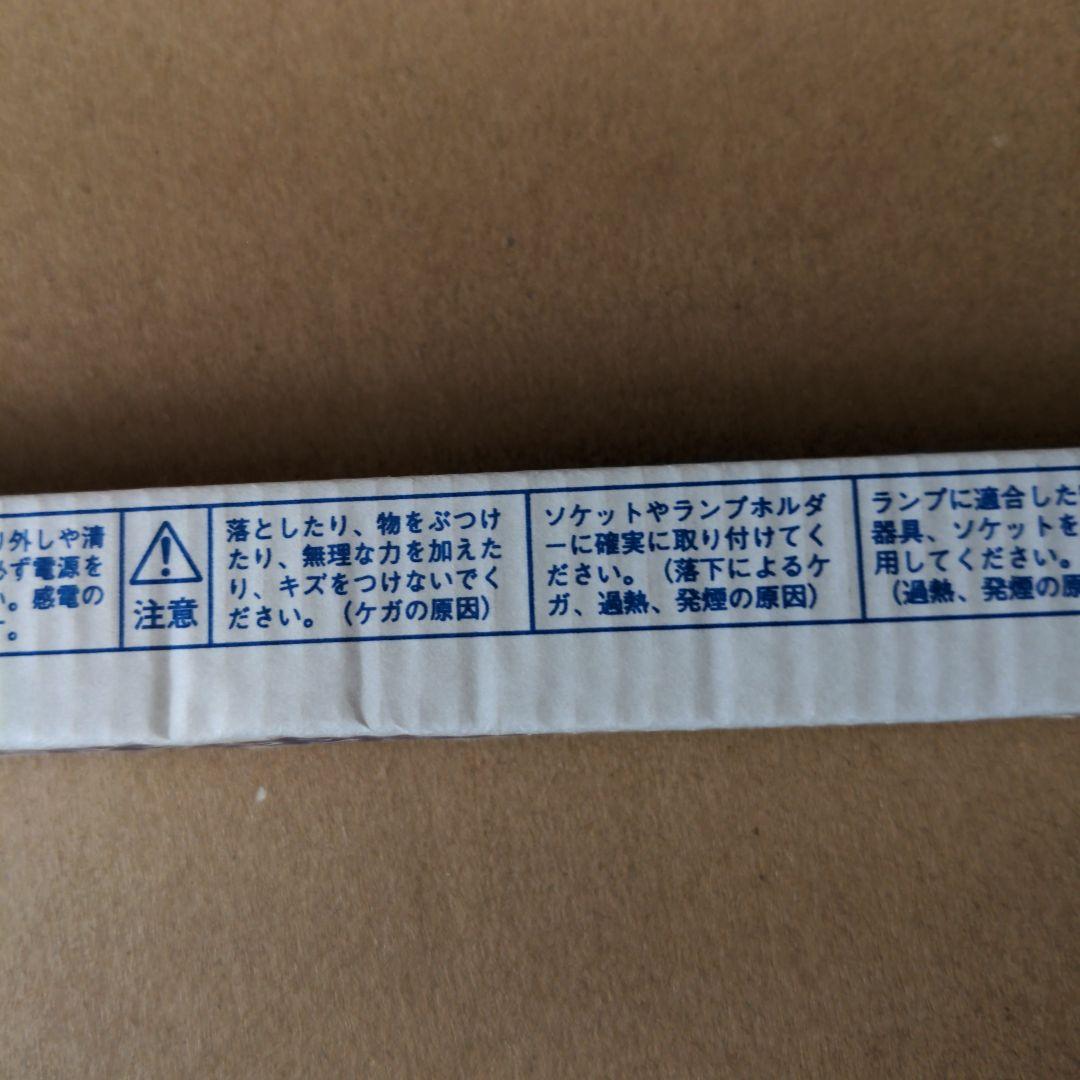 り外しや清
必ず電源を
い。感電の
す。
注意
落としたり、物をぶつけ
たり、無理な力を加えた
り、キズをつけないでく
ださい。（ケガの原因）
ソケットやランプホルダ
ーに確実に取り付けてく
ださい。（落下によるケ
ガ、過熱、発煙の原因）
ランプに適合した
器具、ソケットを
用してください。
（過熱、発煙の原